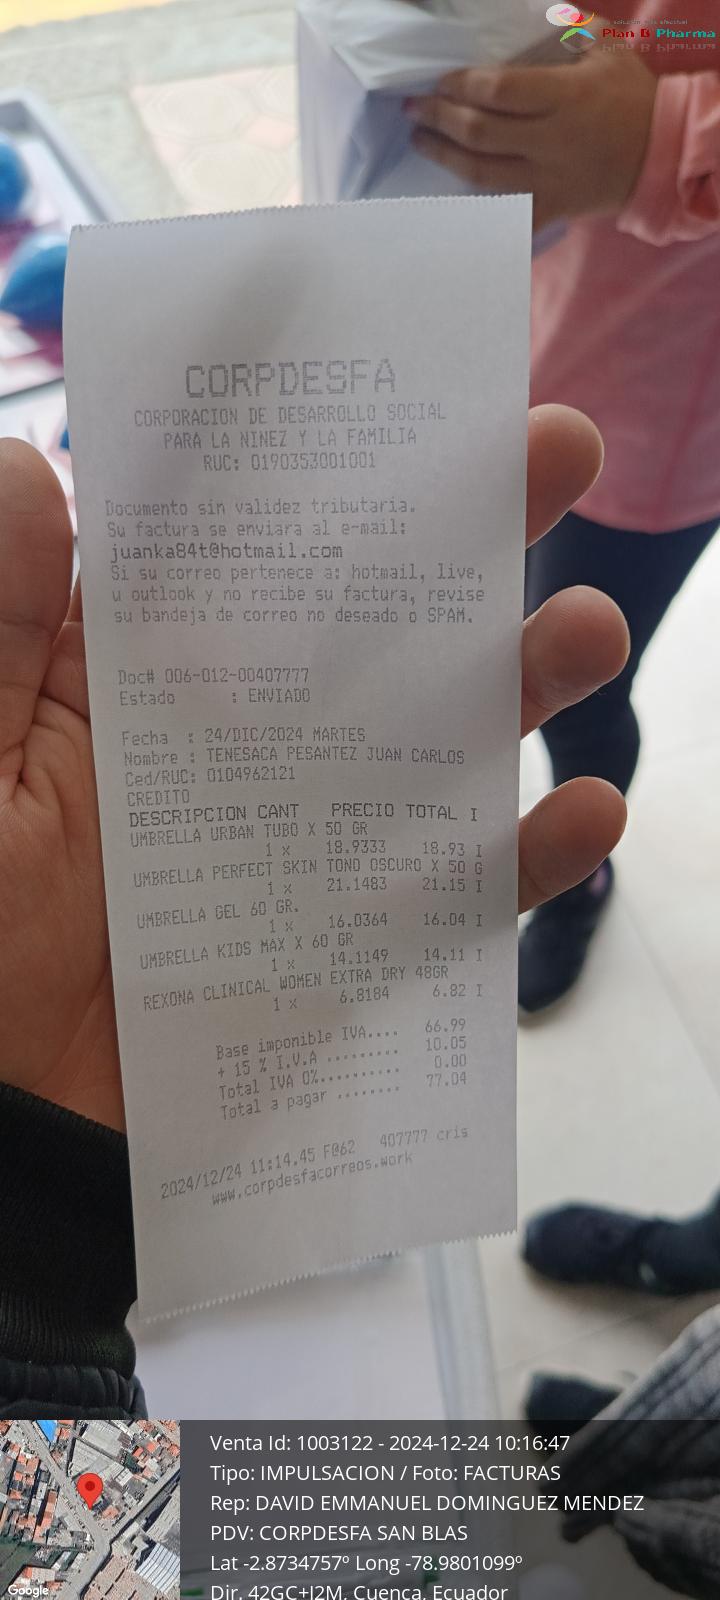 Plan B Pharma
CORPDESFA
CORPORACION DE DESARROLLO SOCIAL
PARA LA NINEZ Y LA FAMILIA
RUC: 0190353001001
Documento sin validez tributaria.
Su factura se enviara al e-mail:
juanka84t@hotmail.com
Si su correo pertenece a: hotmail, live,
u outlook y no recibe su factura, revise
su bandeja de correo no deseado o SPAM.
Doc# 006-012-00407777
Estado : ENVIADO
Fecha : 24/DIC/2024 MARTES
Nombre : TENESACA PESANTEZ JUAN CARLOS
Ced/RUC: 0104962121
CREDITO
DESCRIPCION CANT PRECIO TOTAL I
UMBRELLA URBAN TUBO X 50 GR
1 x 18.9333 18.93 I
UMBRELLA PERFECT SKIN TONO OSCURO X 50 G
1 x 21.1483 21.15 I
UMBRELLA GEL 60 GR.
1 x 16.0364 16.04 I
UMBRELLA KIDS MAX X 60 GR
1 x 14.1149 14.11 I
REXONA CLINICAL WOMEN EXTRA DRY 48GR
1 x 6.8184 6.82 I
Base imponible IVA.... 66.99
+ 15 % I.V.A ......... 10.05
Total IVA 0%.......... 0.00
Total a pagar ........ 77.04
2024/12/24 11:14.45 F@62 407777 cris
www.corpdesfacorreos.work
Venta Id: 1003122 - 2024-12-24 10:16:47
Tipo: IMPULSACION / Foto: FACTURAS
Rep: DAVID EMMANUEL DOMINGUEZ MENDEZ
PDV: CORPDESFA SAN BLAS
Lat -2.8734757º Long -78.9801099º
Dir. 42GC+J2M, Cuenca, Ecuador
Google